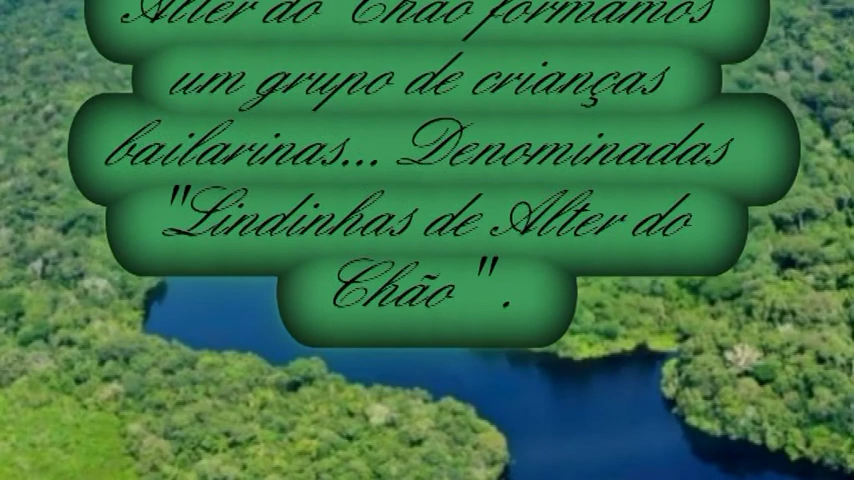 Alter do Chão formamos
um grupo de crianças
bailarinas... Denominadas
"Lindinhas de Alter do
Chão".